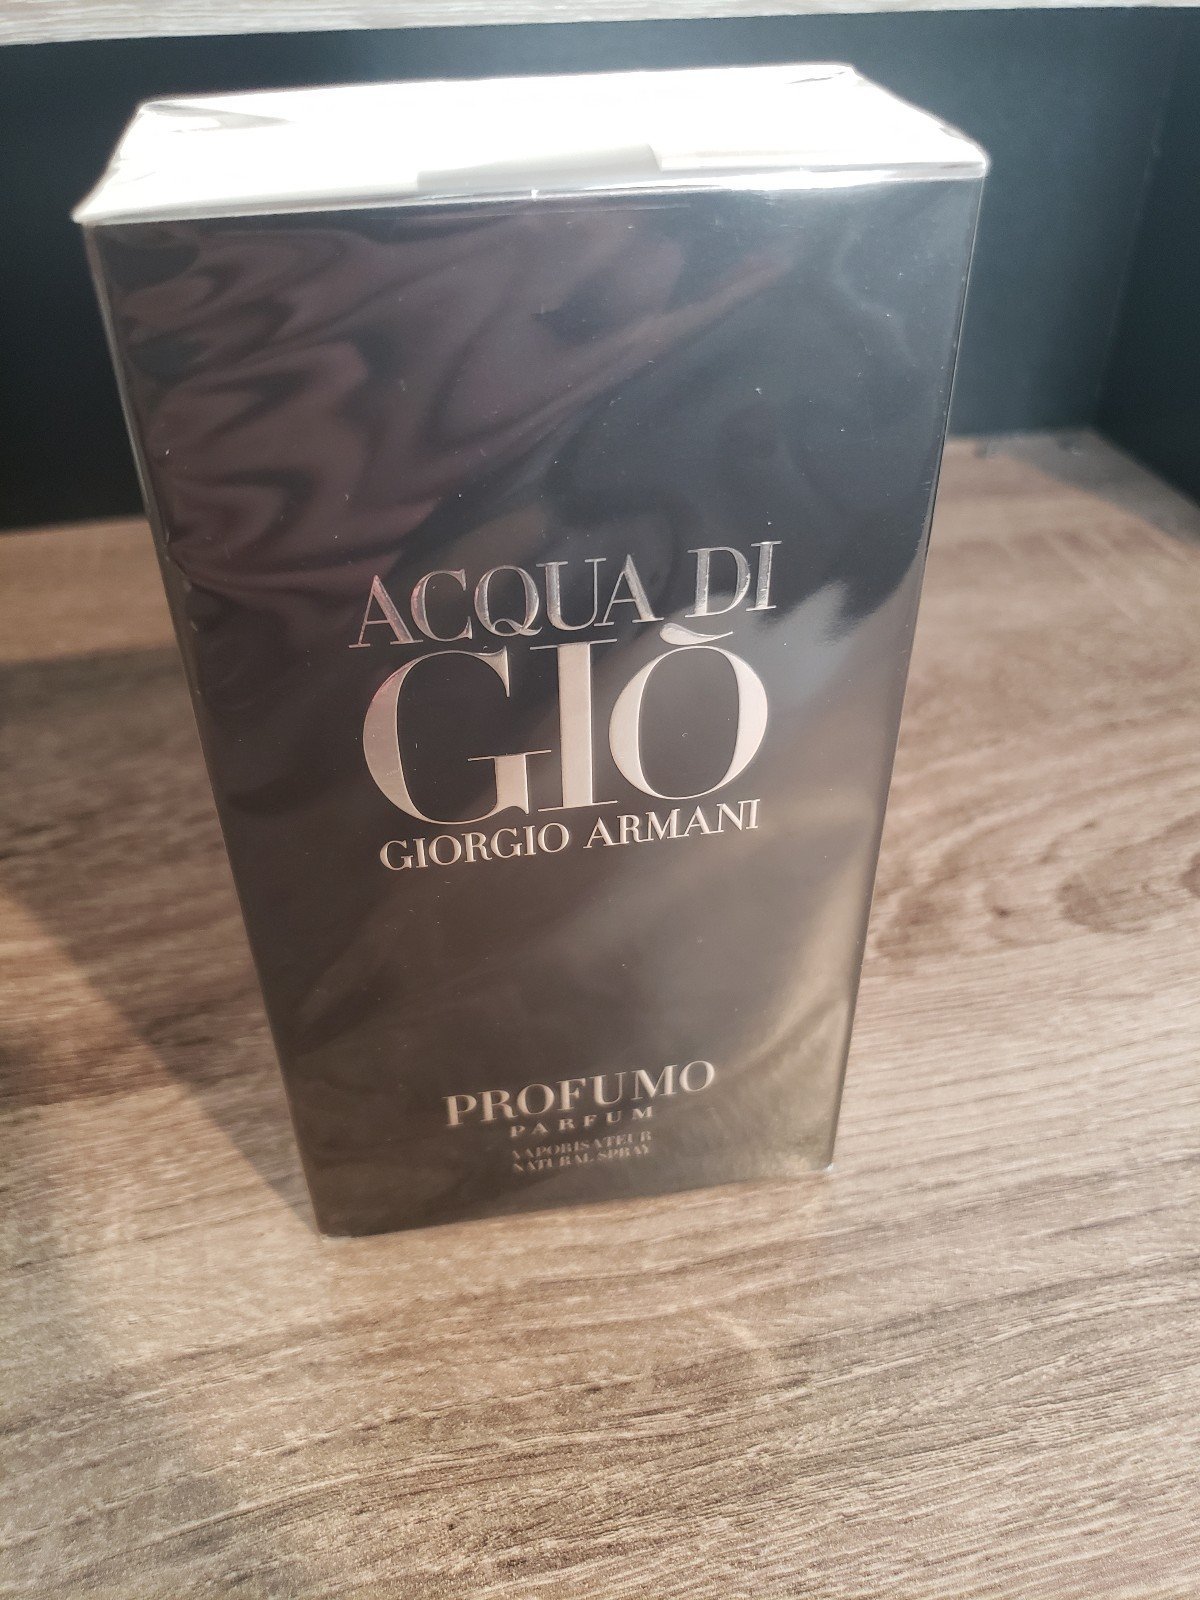 ACQUA DI
GIÒ
GIORGIO ARMANI
PROFUMO
PARFUM
VAPORISATEUR
NATURAL SPRAY